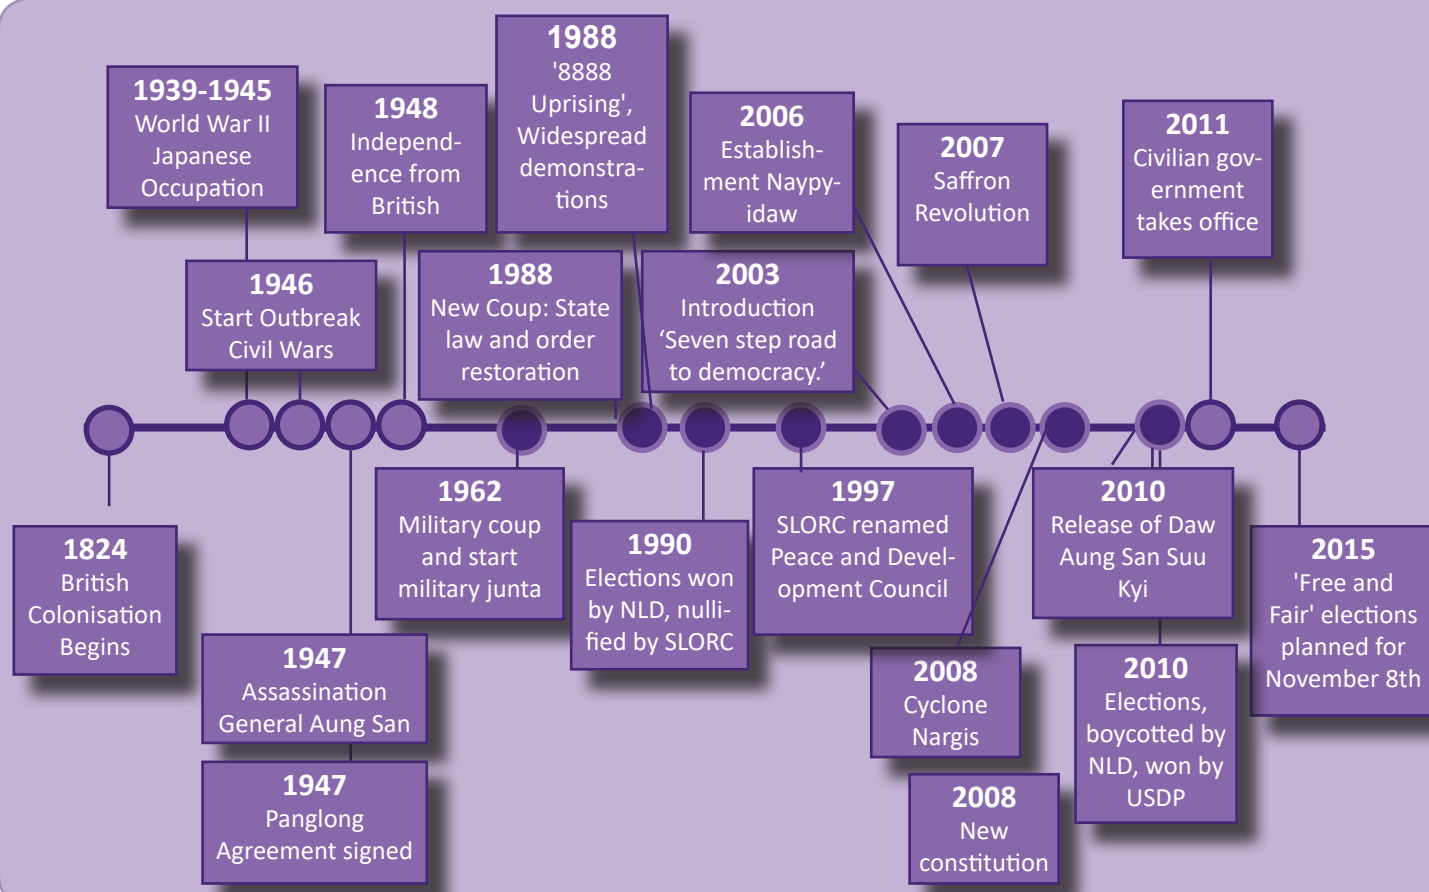 1939-1945
World War II
Japanese
Occupation
1948
Independ-
ence from
British
1988
'8888
Uprising',
Widespread
demonstra-
tions
2006
Establish-
ment Naypy-
idaw
2007
Saffron
Revolution
2011
Civilian gov-
ernment
takes office
1946
Start Outbreak
Civil Wars
1988
New Coup: State
law and order
restoration
2003
Introduction
‘Seven step road
to democracy.’
1824
British
Colonisation
Begins
1962
Military coup
and start
military junta
1990
Elections won
by NLD, nulli-
fied by SLORC
1997
SLORC renamed
Peace and Devel-
opment Council
2010
Release of Daw
Aung San Suu
Kyi
2015
'Free and
Fair' elections
planned for
November 8th
1947
Assassination
General Aung San
2008
Cyclone
Nargis
2010
Elections,
boycotted by
NLD, won by
USDP
1947
Panglong
Agreement signed
2008
New
constitution